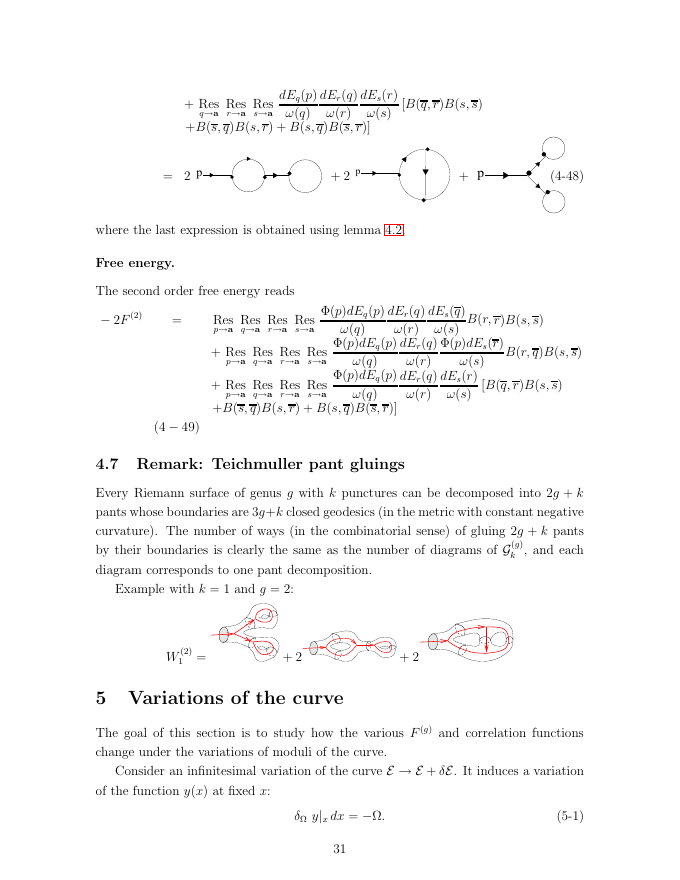 + Res_{q→a} Res_{r→a} Res_{s→a} \frac{dE_q(p)}{ω(q)} \frac{dE_r(q)}{ω(r)} \frac{dE_s(r)}{ω(s)} [B(\overline{q}, \overline{r})B(s, \overline{s})
+B(\overline{s}, \overline{q})B(s, \overline{r}) + B(s, \overline{q})B(\overline{s}, \overline{r})]
= 2 p + 2 p + p (4-48)
where the last expression is obtained using lemma 4.2.
Free energy.
The second order free energy reads
− 2F^{(2)} = Res_{p→a} Res_{q→a} Res_{r→a} Res_{s→a} \frac{Φ(p)dE_q(p)}{ω(q)} \frac{dE_r(q)}{ω(r)} \frac{dE_s(\overline{q})}{ω(s)} B(r, \overline{r})B(s, \overline{s})
+ Res_{p→a} Res_{q→a} Res_{r→a} Res_{s→a} \frac{Φ(p)dE_q(p)}{ω(q)} \frac{dE_r(q)}{ω(r)} \frac{Φ(p)dE_s(\overline{r})}{ω(s)} B(r, \overline{q})B(s, \overline{s})
+ Res_{p→a} Res_{q→a} Res_{r→a} Res_{s→a} \frac{Φ(p)dE_q(p)}{ω(q)} \frac{dE_r(q)}{ω(r)} \frac{dE_s(r)}{ω(s)} [B(\overline{q}, \overline{r})B(s, \overline{s})
+B(\overline{s}, \overline{q})B(s, \overline{r}) + B(s, \overline{q})B(\overline{s}, \overline{r})]
(4 − 49)
4.7 Remark: Teichmuller pant gluings
Every Riemann surface of genus g with k punctures can be decomposed into 2g + k
pants whose boundaries are 3g+k closed geodesics (in the metric with constant negative
curvature). The number of ways (in the combinatorial sense) of gluing 2g + k pants
by their boundaries is clearly the same as the number of diagrams of 𝒢_k^{(g)}, and each
diagram corresponds to one pant decomposition.
Example with k = 1 and g = 2:
W_1^{(2)} = + 2 + 2
5 Variations of the curve
The goal of this section is to study how the various F^{(g)} and correlation functions
change under the variations of moduli of the curve.
Consider an infinitesimal variation of the curve ℰ → ℰ + δℰ. It induces a variation
of the function y(x) at fixed x:
δ_Ω y|_x dx = −Ω. (5-1)
31